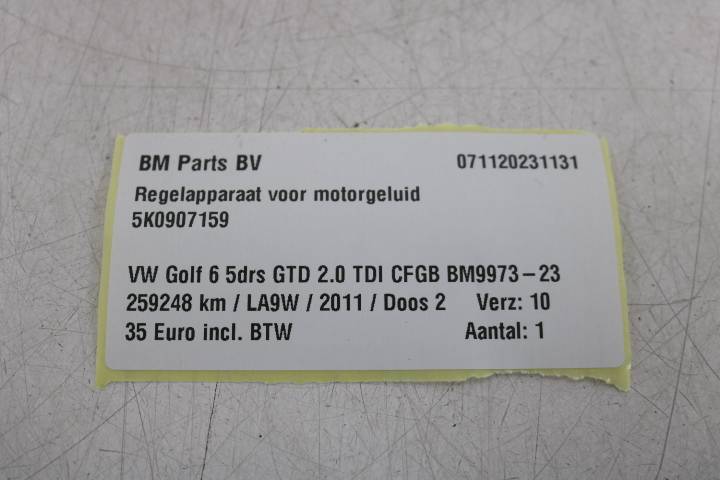 BM Parts BV 071120231131
Regelapparaat voor motorgeluid
5K0907159
VW Golf 6 5drs GTD 2.0 TDI CFGB BM9973-23
259248 km / LA9W / 2011 / Doos 2 Verz: 10
35 Euro incl. BTW Aantal: 1